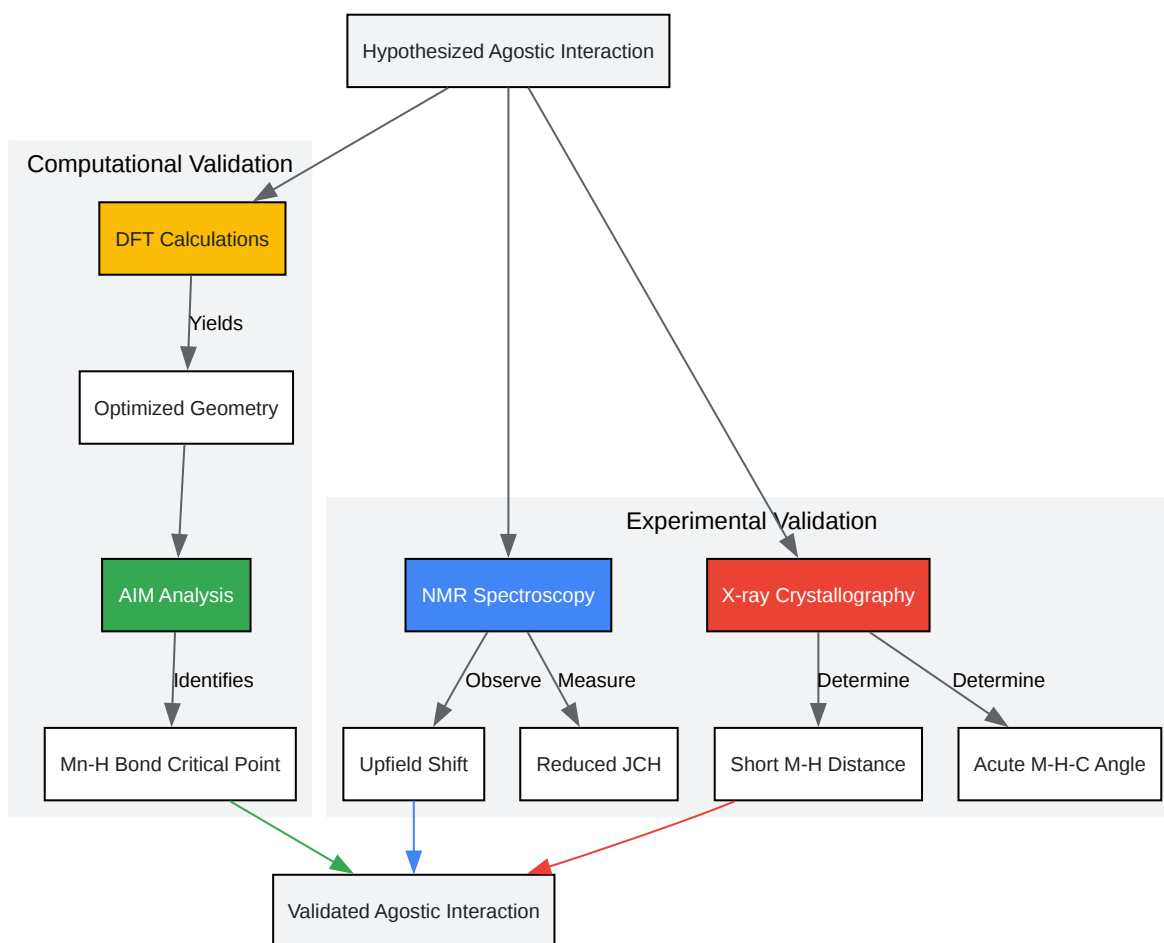 Hypothesized Agostic Interaction
Computational Validation
DFT Calculations
Yields
Optimized Geometry
Experimental Validation
AIM Analysis
NMR Spectroscopy
X-ray Crystallography
Identifies
Observe
Measure
Determine
Determine
Mn-H Bond Critical Point
Upfield Shift
Reduced JCH
Short M-H Distance
Acute M-H-C Angle
Validated Agostic Interaction